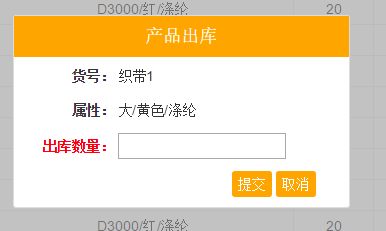 D3000/红/涤纶 20
产品出库
货号： 织带1
属性： 大/黄色/涤纶
出库数量：
提交 取消
D3000/红/涤纶 20